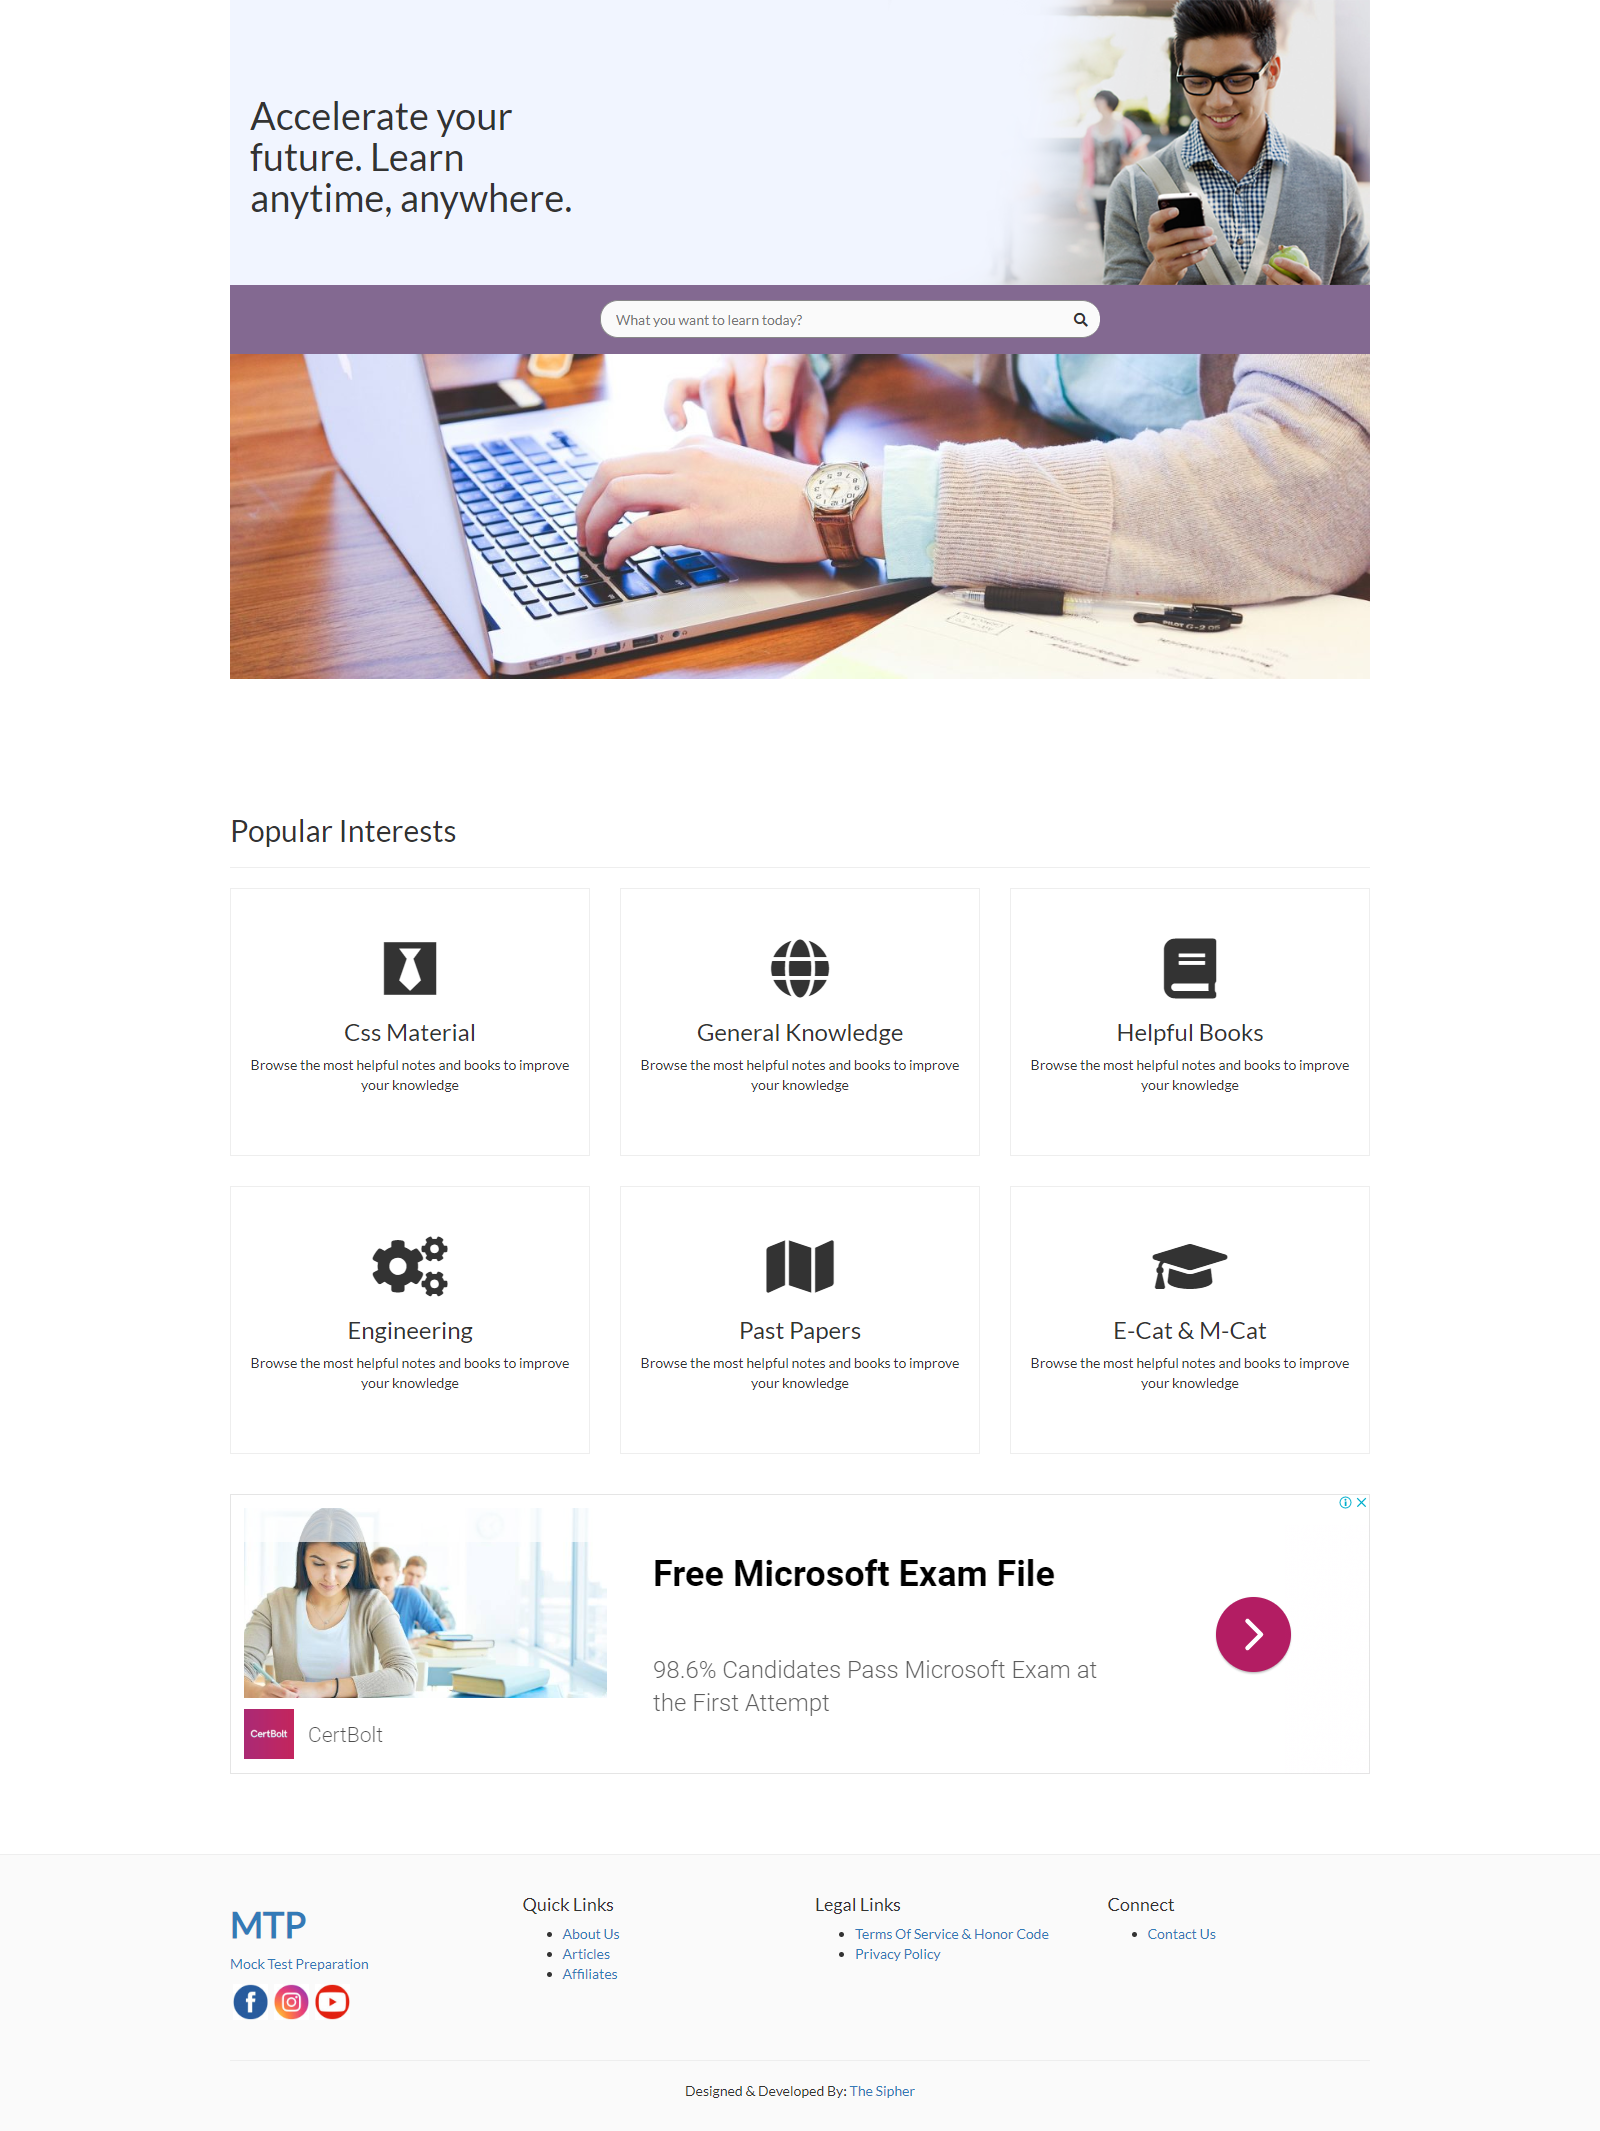 Accelerate your
future. Learn
anytime, anywhere.
What you want to learn today?
PILOT G-2 05
Popular Interests
Css Material
Browse the most helpful notes and books to improve
your knowledge
General Knowledge
Browse the most helpful notes and books to improve
your knowledge
Helpful Books
Browse the most helpful notes and books to improve
your knowledge
Engineering
Browse the most helpful notes and books to improve
your knowledge
Past Papers
Browse the most helpful notes and books to improve
your knowledge
E-Cat & M-Cat
Browse the most helpful notes and books to improve
your knowledge
Free Microsoft Exam File
98.6% Candidates Pass Microsoft Exam at
the First Attempt
CertBolt
CertBolt
MTP
Mock Test Preparation
Quick Links
About Us
Articles
Affiliates
Legal Links
Terms Of Service & Honor Code
Privacy Policy
Connect
Contact Us
Designed & Developed By: The Sipher